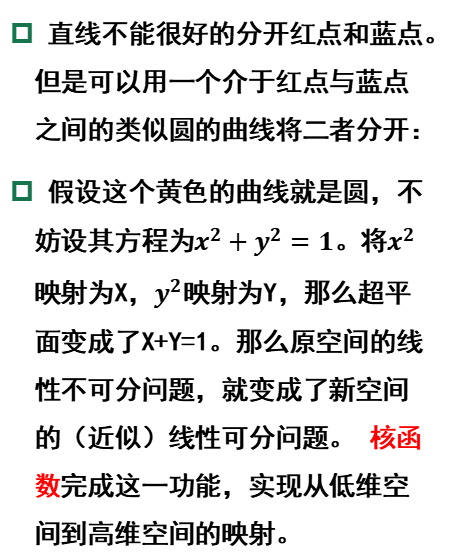 直线不能很好的分开红点和蓝点。
但是可以用一个介于红点与蓝点
之间的类似圆的曲线将二者分开：
假设这个黄色的曲线就是圆，不
妨设其方程为x² + y² = 1。将x²
映射为X，y²映射为Y，那么超平
面变成了X+Y=1。那么原空间的线
性不可分问题，就变成了新空间
的（近似）线性可分问题。 核函
数完成这一功能，实现从低维空
间到高维空间的映射。